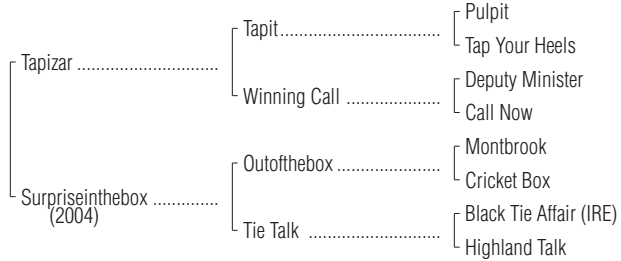 Pulpit
Tapit
Tap Your Heels
Tapizar
Deputy Minister
Winning Call
Call Now
Montbrook
Outofthebox
Cricket Box
Surpriseinthebox
(2004)
Black Tie Affair (IRE)
Tie Talk
Highland Talk